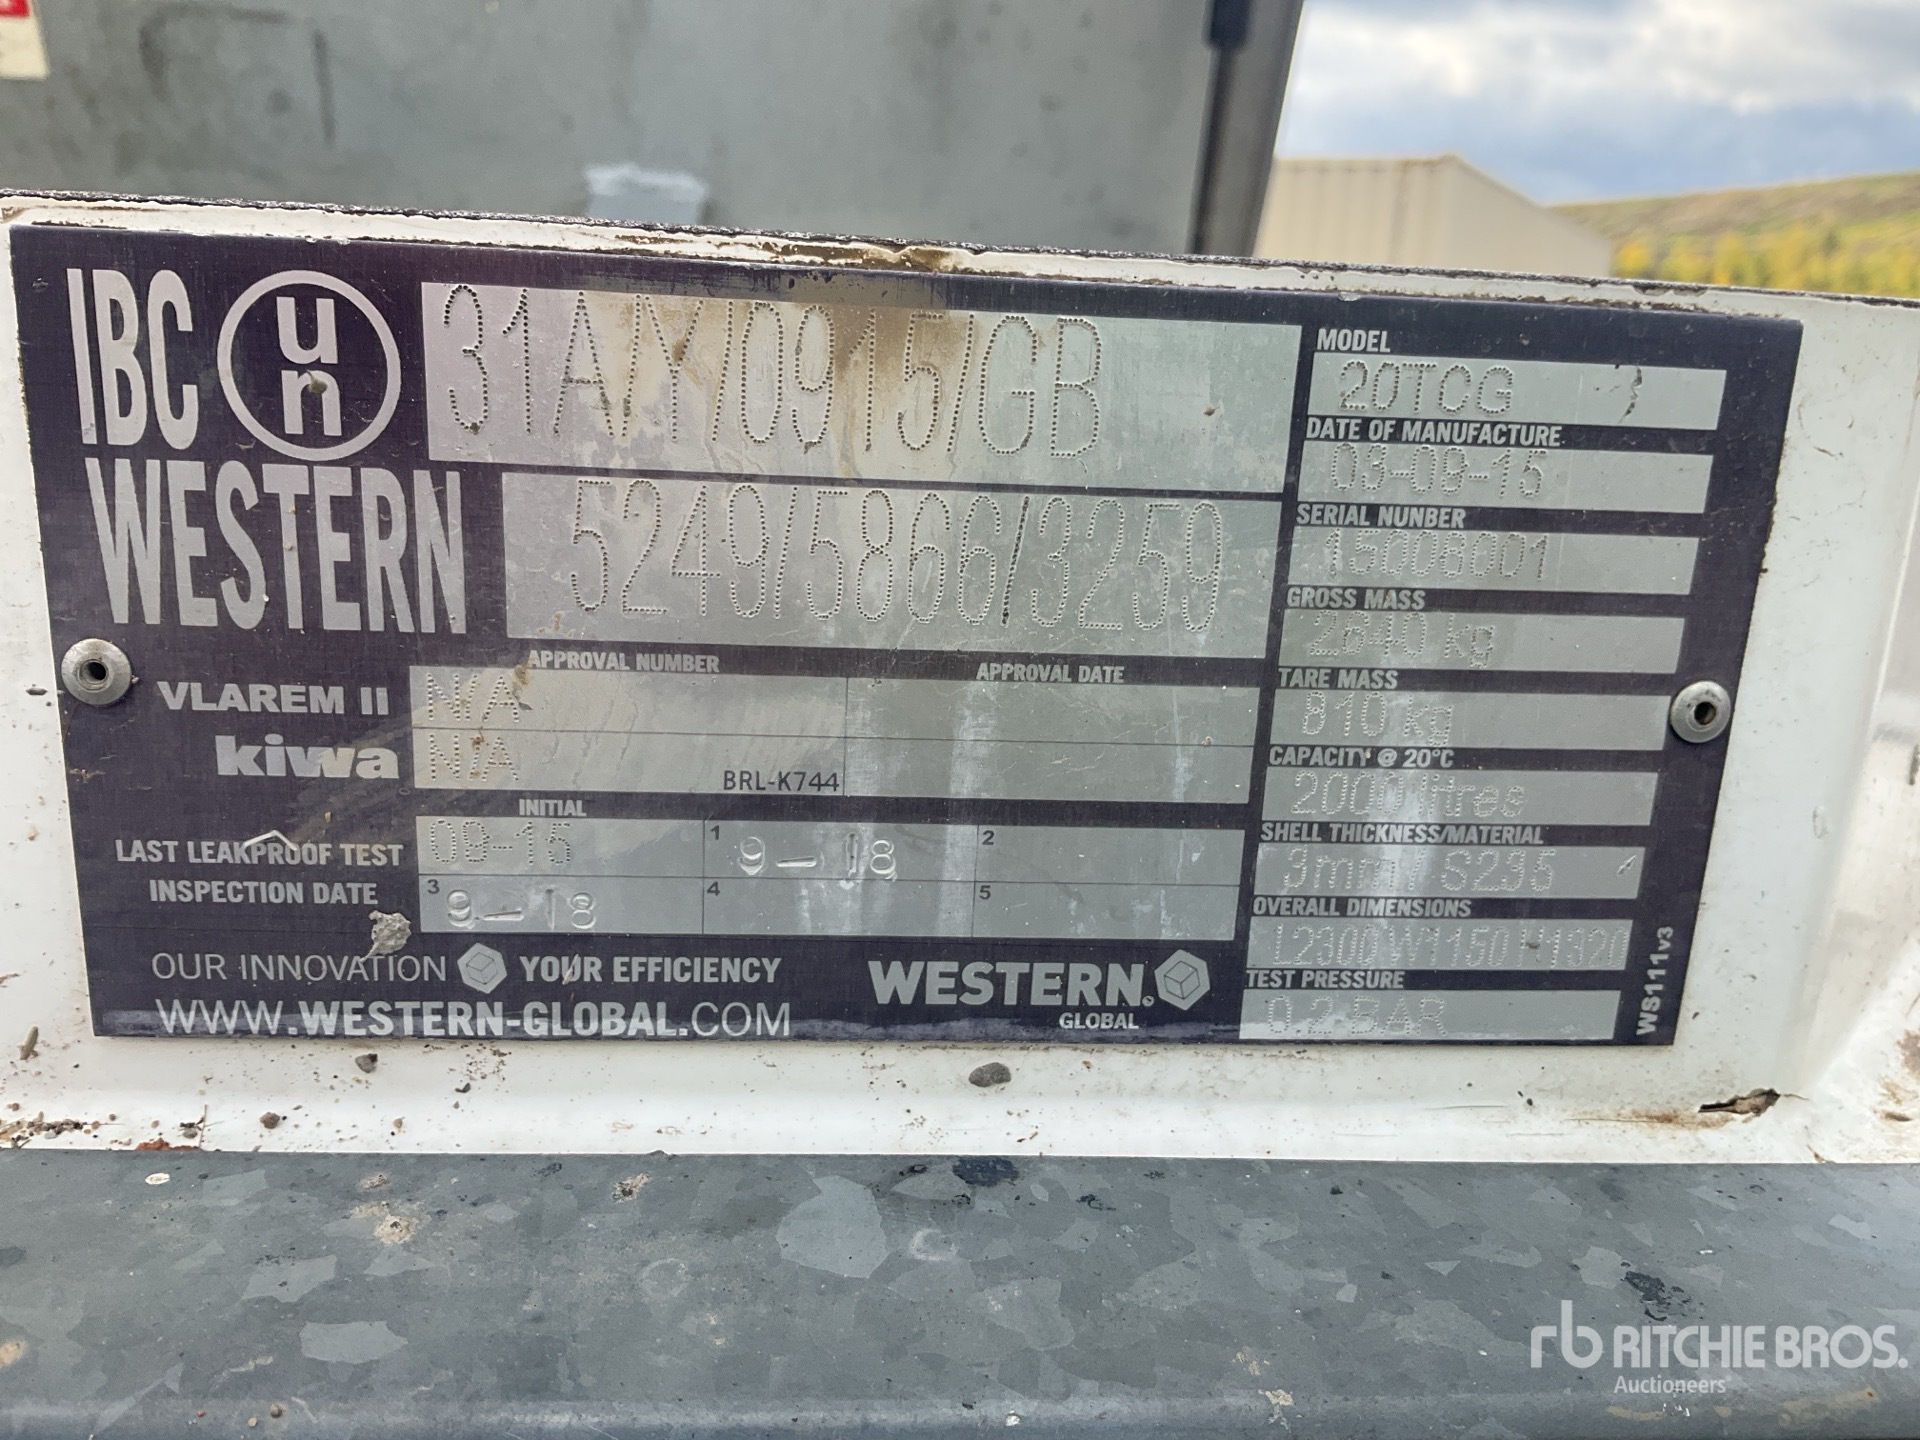 IBC un 31A/Y/0915/GB
WESTERN 5249/5866/3259
APPROVAL NUMBER APPROVAL DATE
VLAREM II N/A
kiwa N/A BRL-K744
INITIAL
LAST LEAKPROOF TEST 09-15 1 9-18 2
INSPECTION DATE 3 9-18 4 5
OUR INNOVATION YOUR EFFICIENCY
WWW.WESTERN-GLOBAL.COM
WESTERN
GLOBAL
MODEL
20TCG
DATE OF MANUFACTURE
03-09-15
SERIAL NUNBER
GROSS MASS
2640 kg
TARE MASS
810 kg
CAPACITY @ 20°C
2000 litres
SHELL THICKNESS/MATERIAL
3mm / S235
OVERALL DIMENSIONS
L2300 W1150 H1320
TEST PRESSURE
0.2 BAR
WS111v3
rb RITCHIE BROS.
Auctioneers